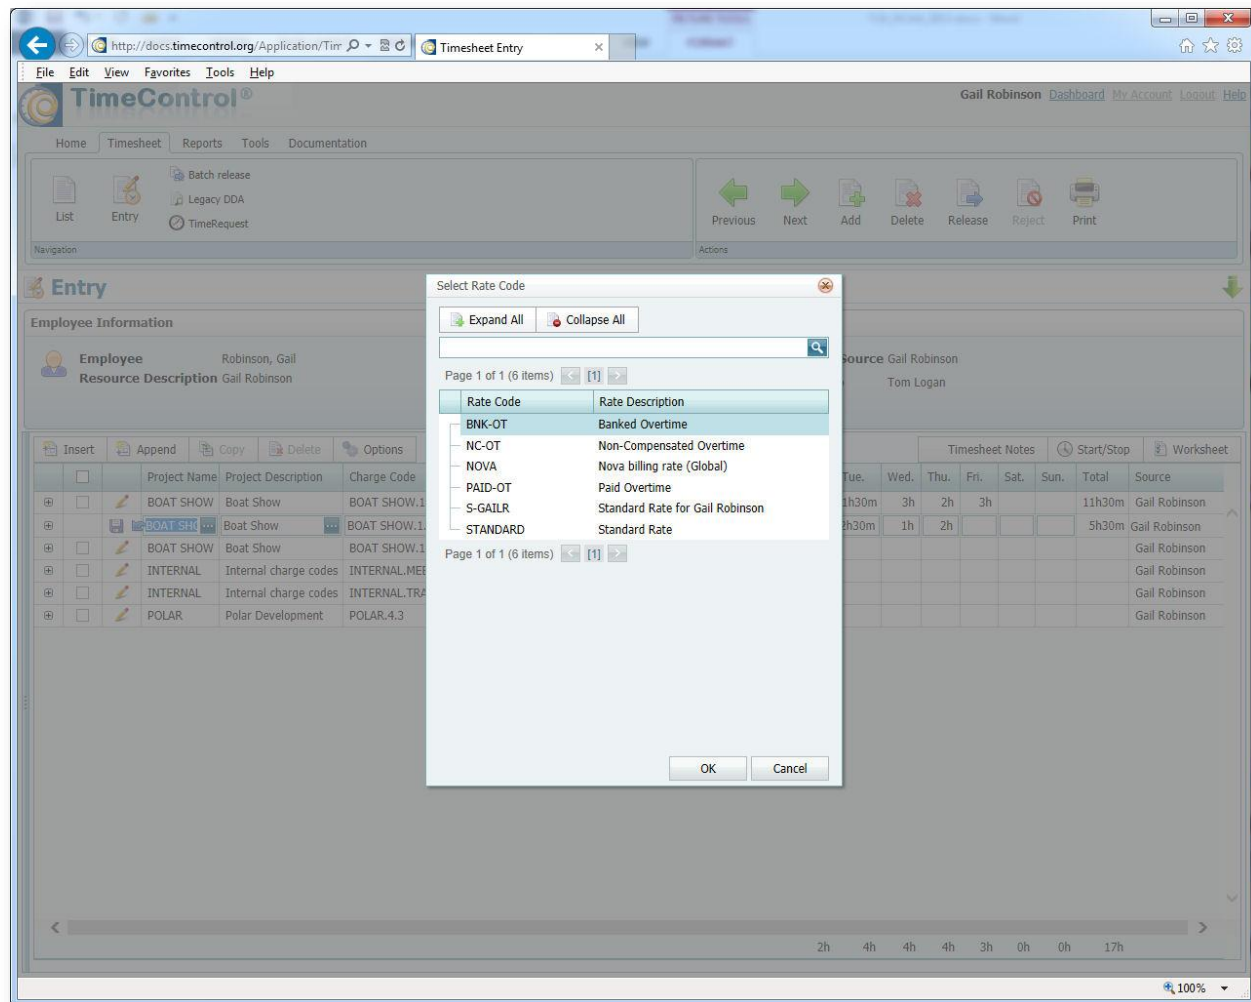 http://docs.timecontrol.org/Application/Tim
Timesheet Entry
File Edit View Favorites Tools Help
TimeControl®
Gail Robinson Dashboard My Account Logout Help
Home Timesheet Reports Tools Documentation
List
Entry
Batch release
Legacy DDA
TimeRequest
Previous Next Add Delete Release Reject Print
Navigation
Actions
Entry
Employee Information
Employee Robinson, Gail
Resource Description Gail Robinson
Source Gail Robinson
Tom Logan
Select Rate Code
Expand All Collapse All
Page 1 of 1 (6 items) [1]
Rate Code Rate Description
BNK-OT Banked Overtime
NC-OT Non-Compensated Overtime
NOVA Nova billing rate (Global)
PAID-OT Paid Overtime
S-GAILR Standard Rate for Gail Robinson
STANDARD Standard Rate
Page 1 of 1 (6 items) [1]
OK Cancel
Insert Append Copy Delete Options Timesheet Notes Start/Stop Worksheet
Project Name Project Description Charge Code Tue. Wed. Thu. Fri. Sat. Sun. Total Source
BOAT SHOW Boat Show BOAT SHOW.1 1h30m 3h 2h 3h 11h30m Gail Robinson
BOAT SHO ... Boat Show ... BOAT SHOW.1. 2h30m 1h 2h 5h30m Gail Robinson
BOAT SHOW Boat Show BOAT SHOW.1 Gail Robinson
INTERNAL Internal charge codes INTERNAL.MEE Gail Robinson
INTERNAL Internal charge codes INTERNAL.TRA Gail Robinson
POLAR Polar Development POLAR.4.3 Gail Robinson
2h 4h 4h 4h 3h 0h 0h 17h
100%